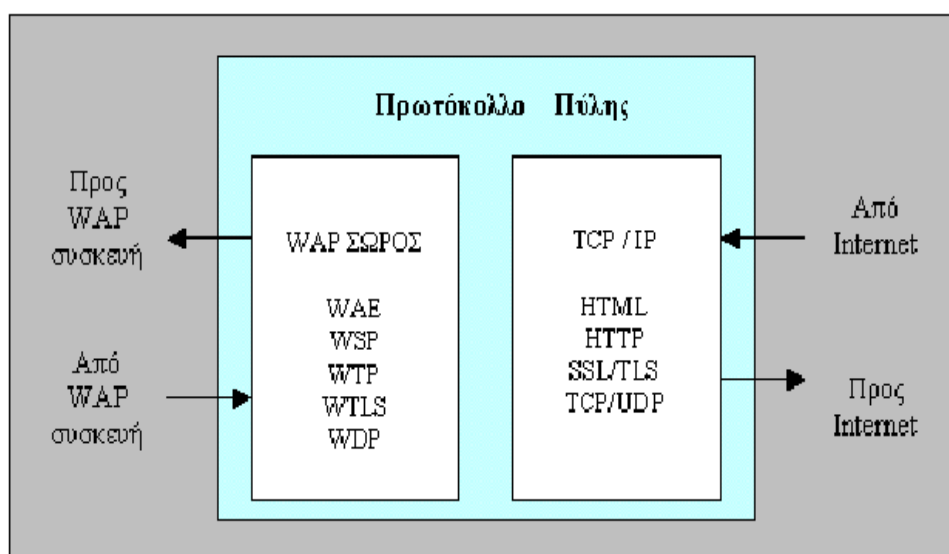 Πρωτόκολλο Πύλης
Προς
WAP
συσκευή
Από
WAP
συσκευή
WAP ΣΩΡΟΣ
WAE
WSP
WTP
WTLS
WDP
TCP / IP
HTML
HTTP
SSL/TLS
TCP/UDP
Από
Internet
Προς
Internet